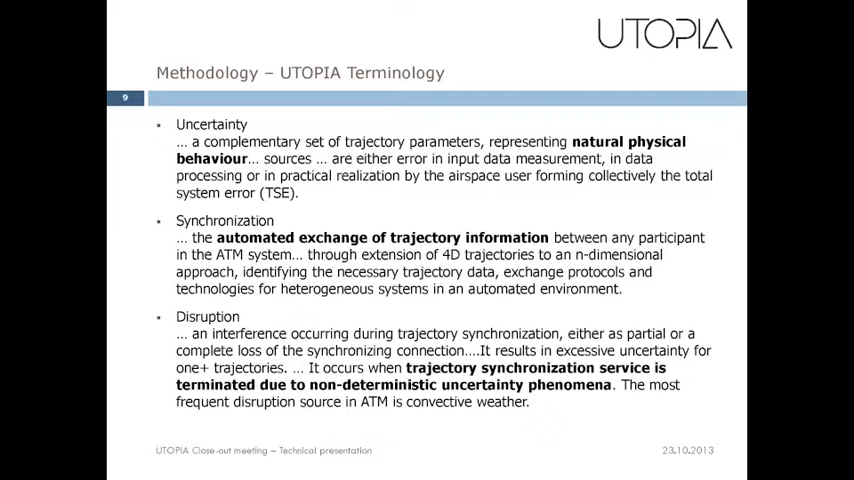 UTOPIA
Methodology – UTOPIA Terminology
9
▪ Uncertainty
… a complementary set of trajectory parameters, representing natural physical
behaviour… sources … are either error in input data measurement, in data
processing or in practical realization by the airspace user forming collectively the total
system error (TSE).
▪ Synchronization
… the automated exchange of trajectory information between any participant
in the ATM system… through extension of 4D trajectories to an n-dimensional
approach, identifying the necessary trajectory data, exchange protocols and
technologies for heterogeneous systems in an automated environment.
▪ Disruption
… an interference occurring during trajectory synchronization, either as partial or a
complete loss of the synchronizing connection….It results in excessive uncertainty for
one+ trajectories. … It occurs when trajectory synchronization service is
terminated due to non-deterministic uncertainty phenomena. The most
frequent disruption source in ATM is convective weather.
UTOPIA Close-out meeting – Technical presentation
23.10.2013